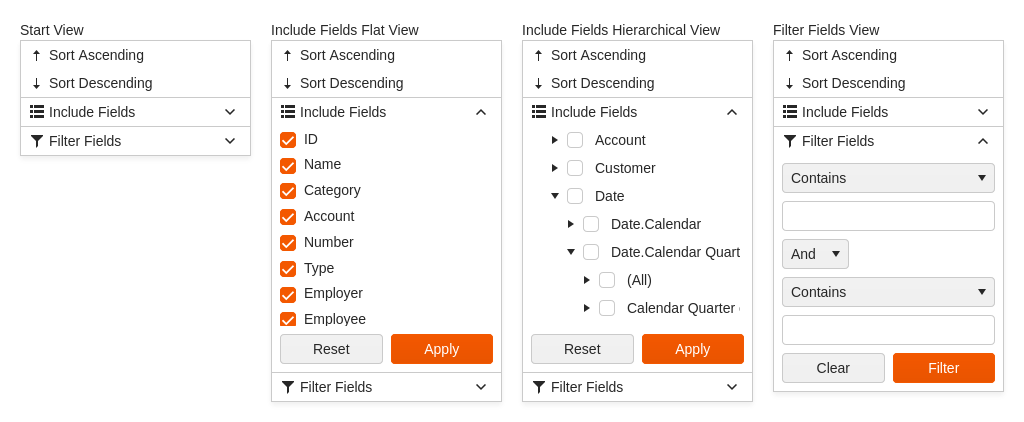 Start View
Sort Ascending
Sort Descending
Include Fields
Filter Fields
Include Fields Flat View
Sort Ascending
Sort Descending
Include Fields
ID
Name
Category
Account
Number
Type
Employer
Employee
Reset
Apply
Filter Fields
Include Fields Hierarchical View
Sort Ascending
Sort Descending
Include Fields
Account
Customer
Date
Date.Calendar
Date.Calendar Quart
(All)
Calendar Quarter
Reset
Apply
Filter Fields
Filter Fields View
Sort Ascending
Sort Descending
Include Fields
Filter Fields
Contains
And
Contains
Clear
Filter